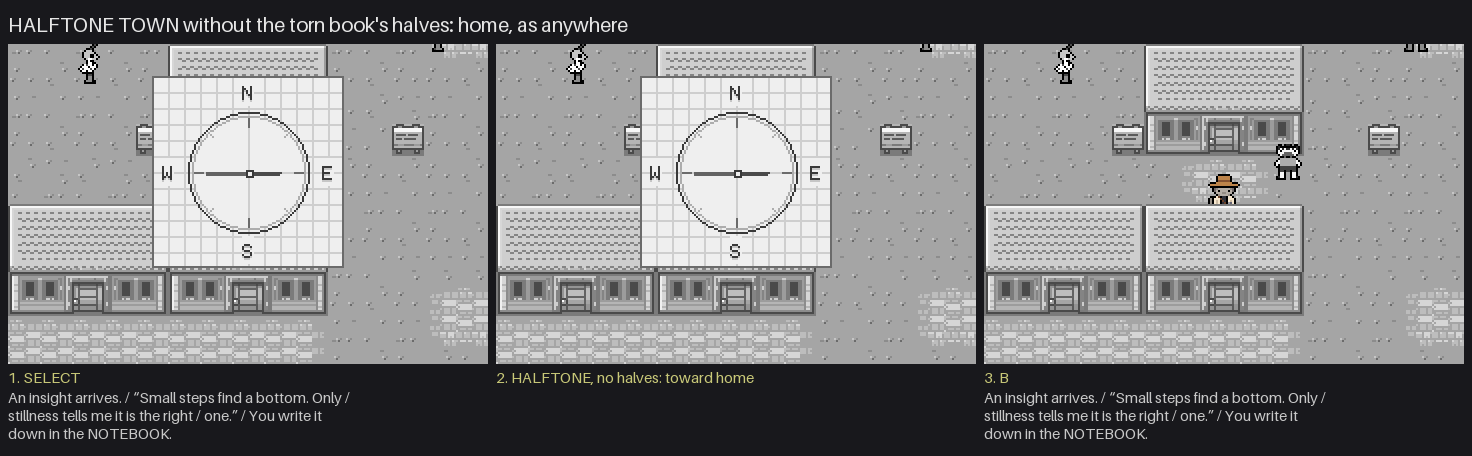 HALFTONE TOWN without the torn book's halves: home, as anywhere
N
W E
S
N
W E
S
1. SELECT
An insight arrives. / “Small steps find a bottom. Only /
stillness tells me it is the right / one.” / You write it
down in the NOTEBOOK.
2. HALFTONE, no halves: toward home
3. B
An insight arrives. / “Small steps find a bottom. Only /
stillness tells me it is the right / one.” / You write it
down in the NOTEBOOK.